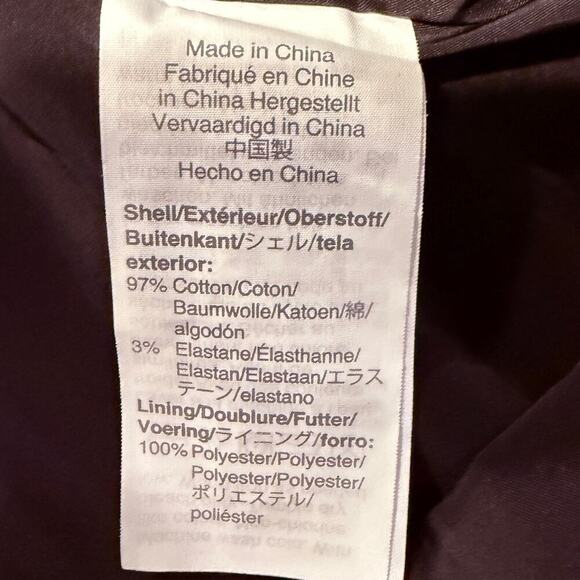 Made in China
Fabriqué en Chine
in China Hergestellt
Vervaardigd in China
中国製
Hecho en China
Shell/Extérieur/Oberstoff/
Buitenkant/シェル/tela
exterior:
97% Cotton/Coton/
Baumwolle/Katoen/綿/
algodón
3% Elastane/Élasthanne/
Elastan/Elastaan/エラス
テーン/elastano
Lining/Doublure/Futter/
Voering/ライニング/forro:
100% Polyester/Polyester/
Polyester/Polyester/
ポリエステル/
poliéster